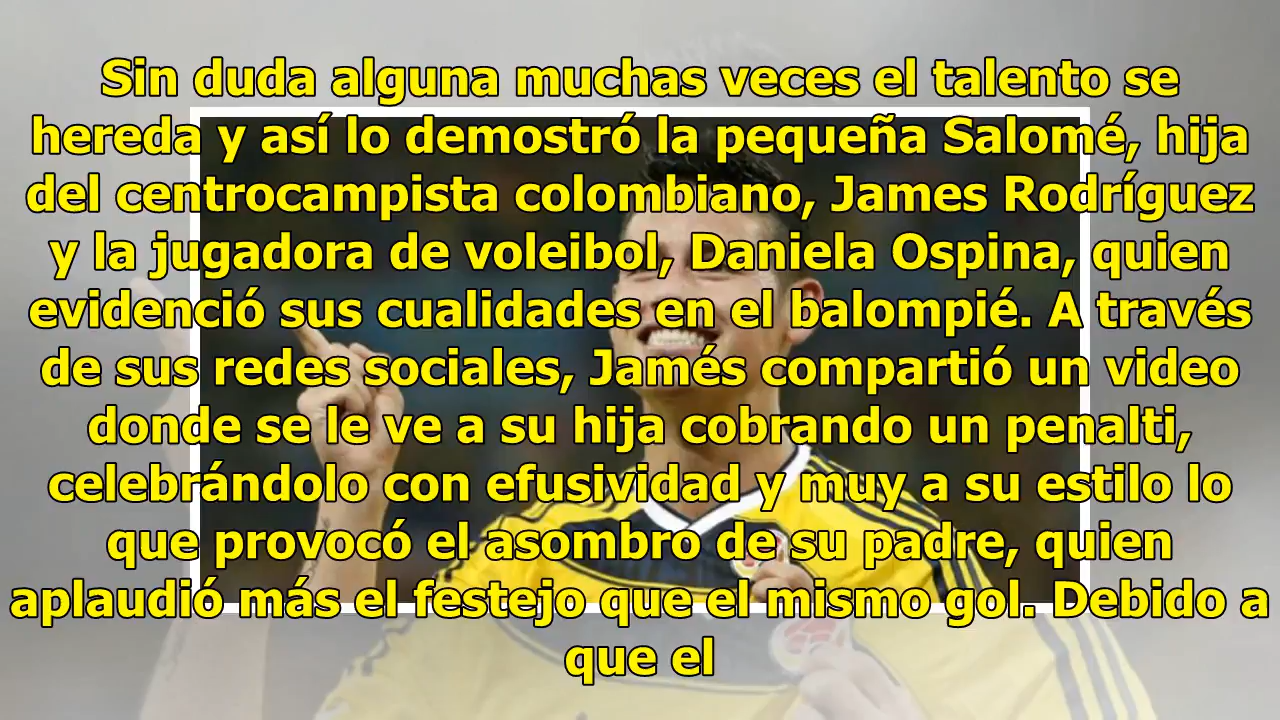 Sin duda alguna muchas veces el talento se
hereda y así lo demostró la pequeña Salomé, hija
del centrocampista colombiano, James Rodríguez
y la jugadora de voleibol, Daniela Ospina, quien
evidenció sus cualidades en el balompié. A través
de sus redes sociales, Jamés compartió un video
donde se le ve a su hija cobrando un penalti,
celebrándolo con efusividad y muy a su estilo lo
que provocó el asombro de su padre, quien
aplaudió más el festejo que el mismo gol. Debido a
que el